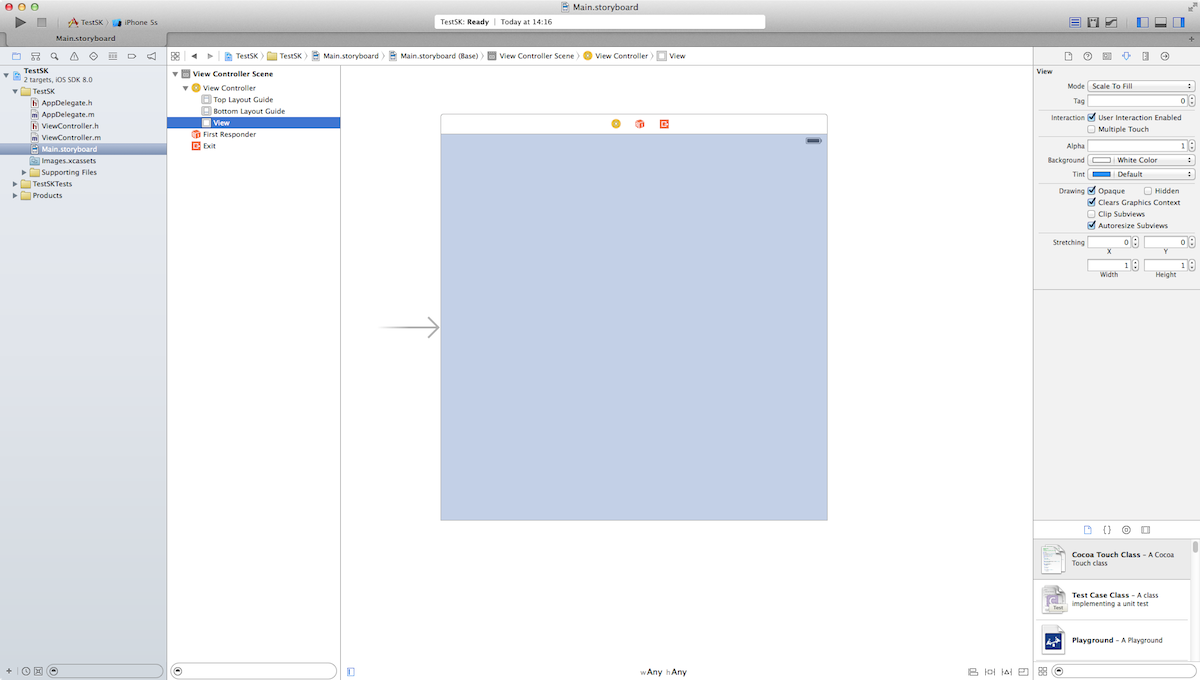 Main.storyboard
TestSK
iPhone 5s
TestSK: Ready | Today at 14:16
Main.storyboard
TestSK
2 targets, iOS SDK 8.0
TestSK
AppDelegate.h
AppDelegate.m
ViewController.h
ViewController.m
Main.storyboard
Images.xcassets
Supporting Files
TestSKTests
Products
TestSK
TestSK
Main.storyboard
Main.storyboard (Base)
View Controller Scene
View Controller
View
View Controller Scene
View Controller
Top Layout Guide
Bottom Layout Guide
View
First Responder
Exit
wAny hAny
View
Mode Scale To Fill
Tag 0
Interaction User Interaction Enabled
Multiple Touch
Alpha 1
Background White Color
Tint Default
Drawing Opaque Hidden
Clears Graphics Context
Clip Subviews
Autoresize Subviews
Stretching 0 0
X Y
1 1
Width Height
{ }
Cocoa Touch Class – A Cocoa
Touch class
Test Case Class – A class
implementing a unit test
Test
Playground – A Playground